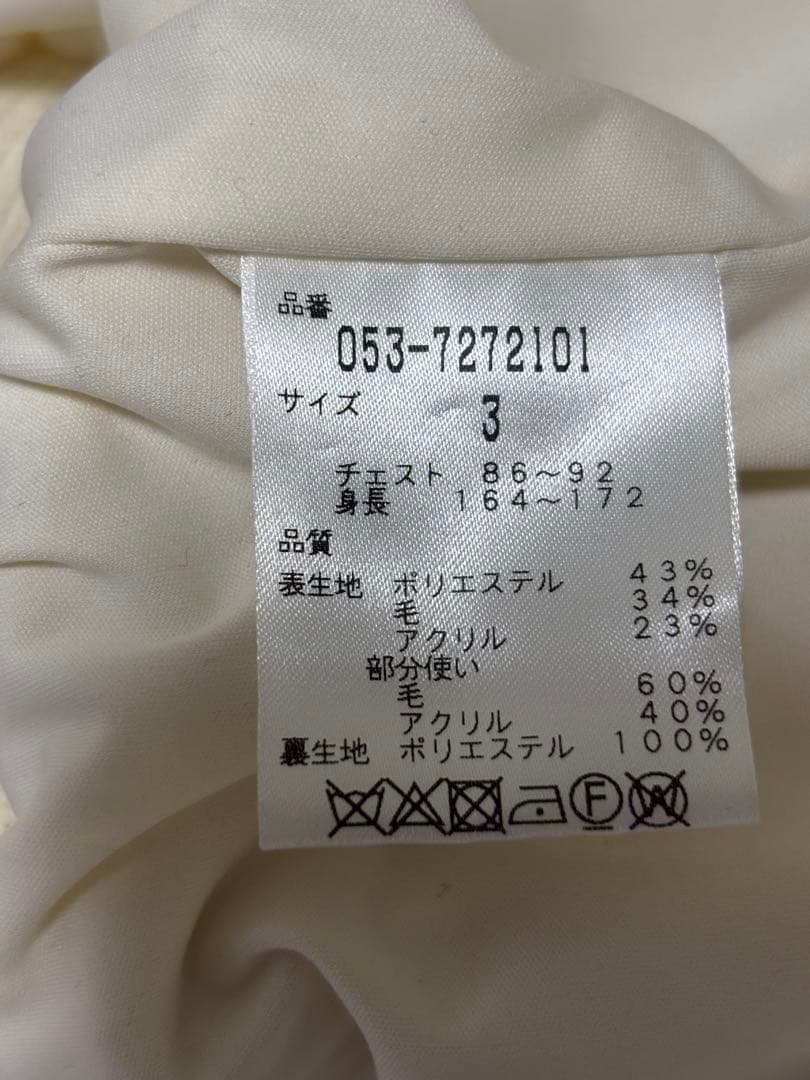 品番
053-7272101
サイズ 3
チェスト 86～92
身長 164～172
品質
表生地 ポリエステル 43%
毛 34%
アクリル 23%
部分使い
毛 60%
アクリル 40%
裏生地 ポリエステル 100%
F W